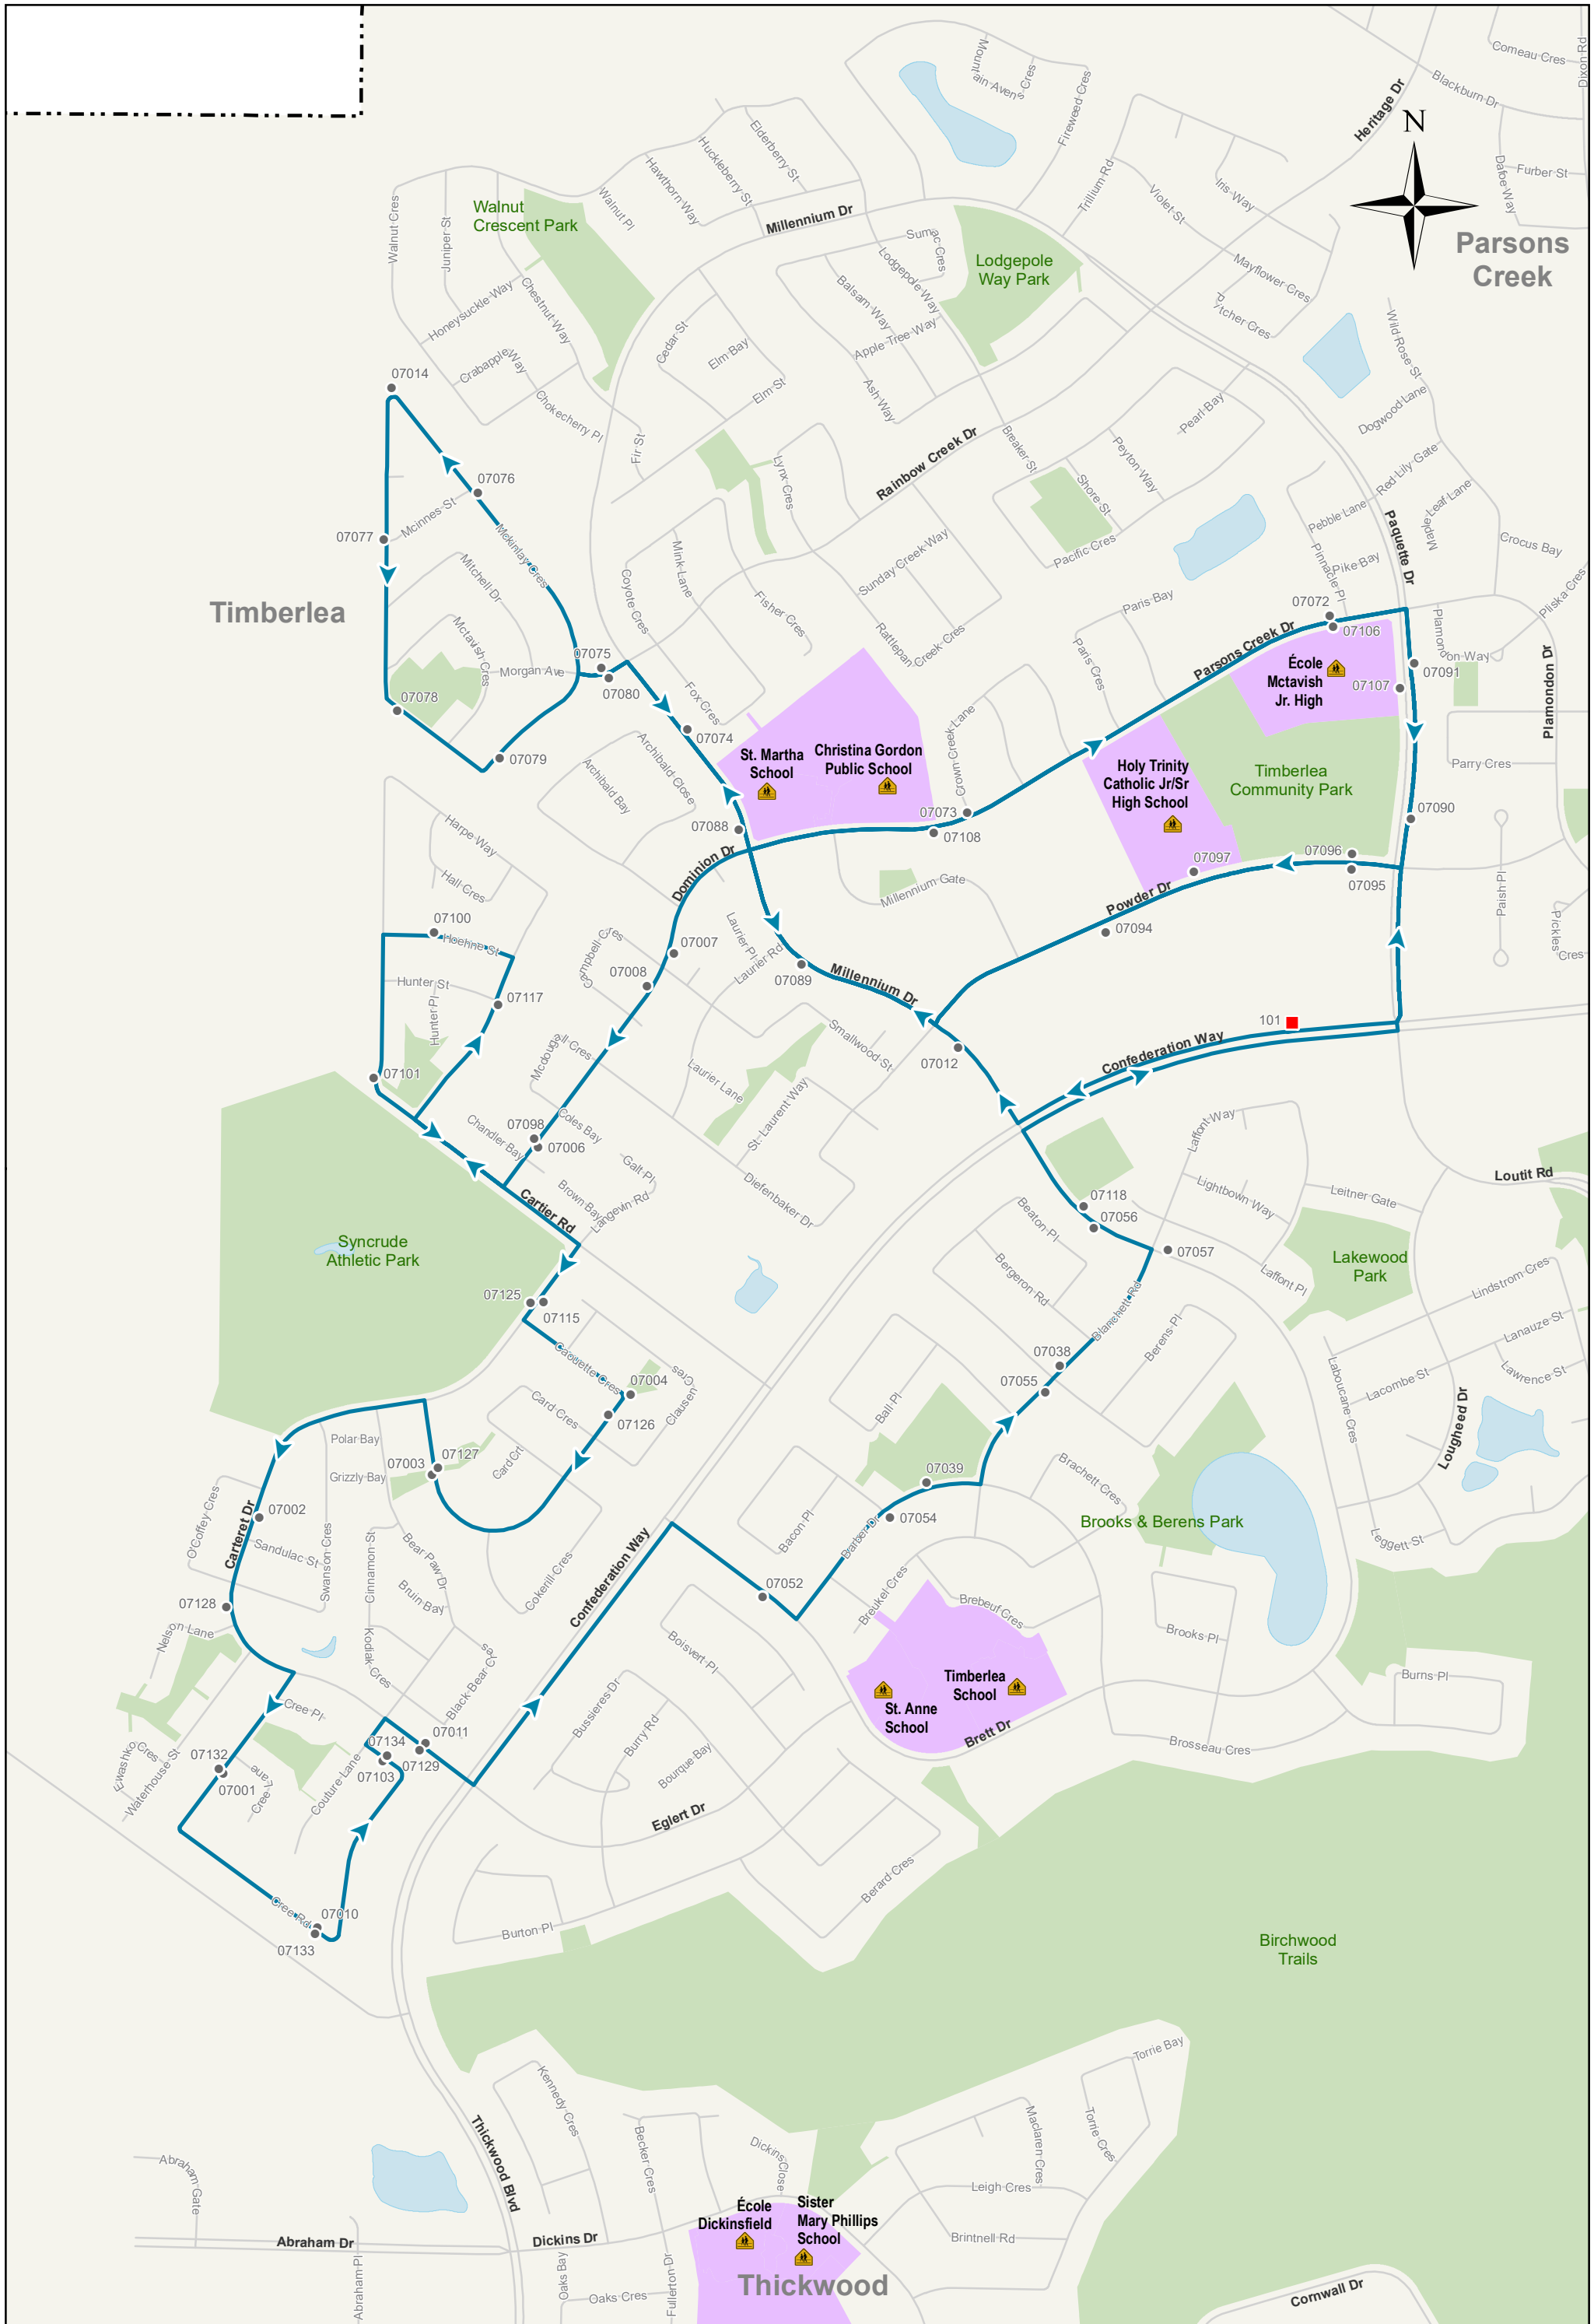 Comeau Cres
Dixon Rd
Blackburn Dr
Heritage Dr
Mountain Avens Cres
Fireweed Cres
N
Elderberry St
Huckleberry St
Hawthorn Way
Walnut Pl
Trillium Rd
Iris Way
Violet St
Dafoe Way
Furber St
Walnut
Crescent Park
Walnut Cres
Juniper St
Millennium Dr
Sumac Cres
Lodgepole Way
Lodgepole
Way Park
Parsons
Creek
Mayflower Cres
Pitcher Cres
Honeysuckle Way
Chestnut Way
Balsam Way
Apple Tree Way
Cedar St
Elm Bay
Wild Rose St
Crabapple Way
07014
Elm St
Ash Way
Chokecherry Pl
Dogwood Lane
Pearl Bay
Fir St
Rainbow Creek Dr
Breaker St
Peyton Way
Shore St
Lynx Cres
Red Lily Gate
Maple Leaf Lane
07076
Mcinnes St
07077
Pebble Lane
Paquette Dr
Crocus Bay
Mckinlay Cres
Mink Lane
Sunday Creek Way
Pacific Cres
Pinnacle Pl
Pike Bay
Mitchell Dr
Coyote Cres
Fisher Cres
Pliska Cres
Timberlea
Paris Bay
07072
07106
Mctavish Cres
Rattlepan Creek Cres
Parsons Creek Dr
Plamondon Way
Paris Cres
07075
Morgan Ave
École
Mctavish
Jr. High
07091
07107
07080
07078
Fox Cres
Plamondon Dr
07074
Crown Creek Lane
07079
Archibald Close
Archibald Bay
St. Martha
School
Christina Gordon
Public School
Holy Trinity
Catholic Jr/Sr
High School
Timberlea
Community Park
Parry Cres
07073
07090
07088
07108
Harpe Way
Dominion Dr
07096
07097
07095
Hall Cres
Millennium Gate
Powder Dr
Paish Pl
07100
Hoehne St
Campbell Cres
Laurier Pl
Laurier Rd
07094
Pickles Cres
07007
07008
07089
Hunter St
Hunter Pl
07117
Millennium Dr
101
Smallwood St
Confederation Way
07012
Mcdougall Cres
07101
Laurier Lane
St. Laurent Way
Chandler Bay
07098
07006
Coles Bay
Laffont Way
Galt Pl
Brown Bay
Langevin Rd
Diefenbaker Dr
Cartier Rd
Loutit Rd
Lightbown Way
Leitner Gate
07118
07056
Beaton Pl
07057
Syncrude
Athletic Park
Lakewood
Park
Bergeron Rd
Laffont Pl
Lindstrom Cres
07125
07115
Blanchett Rd
Berens Pl
Lanauze St
Caouette Cres
07038
Lawrence St
07004
Clausen Cres
07055
Laboucane Cres
Lacombe St
Card Cres
07126
Ball Pl
Lougheed Dr
Polar Bay
Grizzly Bay
07127
07003
Card Crt
07039
Brachett Cres
07002
O'Coffey Cres
Carteret Dr
Sandulac St
Swanson Cres
Cinnamon St
Bear Paw Dr
Bruin Bay
Cokerill Cres
Confederation Way
Bacon Pl
07054
Barber Dr
Brooks & Berens Park
Leggett St
07052
Breukel Cres
Brebeuf Cres
07128
Nelson Lane
Kodiak Cres
Black Bear Cres
Boisvert Pl
Brooks Pl
Timberlea
School
Burns Pl
Cree Pl
Bussieres Dr
St. Anne
School
07011
07134
Burry Rd
Brett Dr
Brosseau Cres
Ewashko Cres
Waterhouse St
07132
07001
Cree Lane
Couture Lane
07103
07129
Bourque Bay
Eglert Dr
Berard Cres
Cree Rd
07010
07133
Burton Pl
Birchwood
Trails
Torrie Bay
Kennedy Cres
Thickwood Blvd
Becker Cres
Dickins Close
Maclaren Cres
Torrie Cres
Abraham Gate
Leigh Cres
École
Dickinsfield
Sister
Mary Phillips
School
Abraham Dr
Dickins Dr
Brintnell Rd
Abraham Pl
Oaks Bay
Oaks Cres
Fullerton Dr
Thickwood
Cornwall Dr